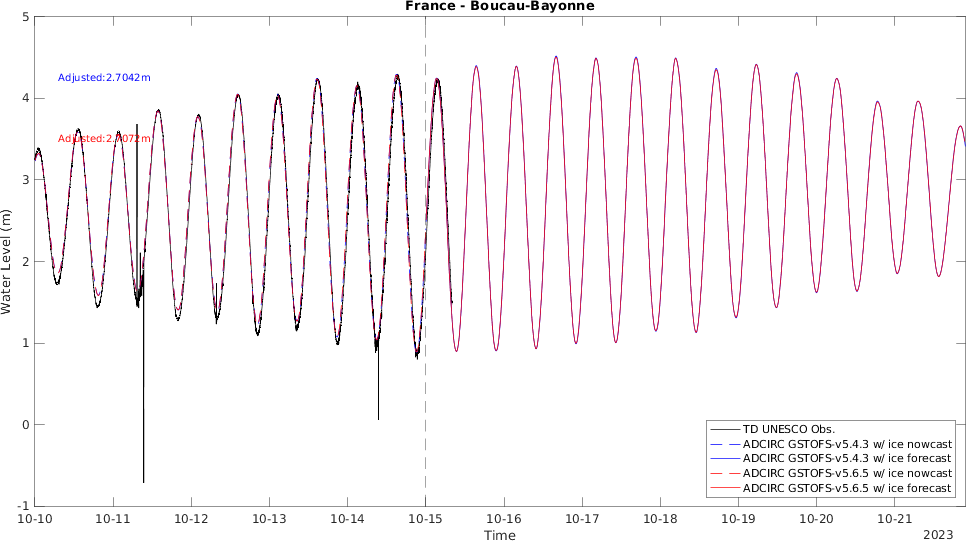 France - Boucau-Bayonne
5
4
3
2
1
0
-1
Water Level (m)
Adjusted:2.7042m
Adjusted:2.7072m
TD UNESCO Obs.
ADCIRC GSTOFS-v5.4.3 w/ ice nowcast
ADCIRC GSTOFS-v5.4.3 w/ ice forecast
ADCIRC GSTOFS-v5.6.5 w/ ice nowcast
ADCIRC GSTOFS-v5.6.5 w/ ice forecast
10-10 10-11 10-12 10-13 10-14 10-15 10-16 10-17 10-18 10-19 10-20 10-21
Time
2023